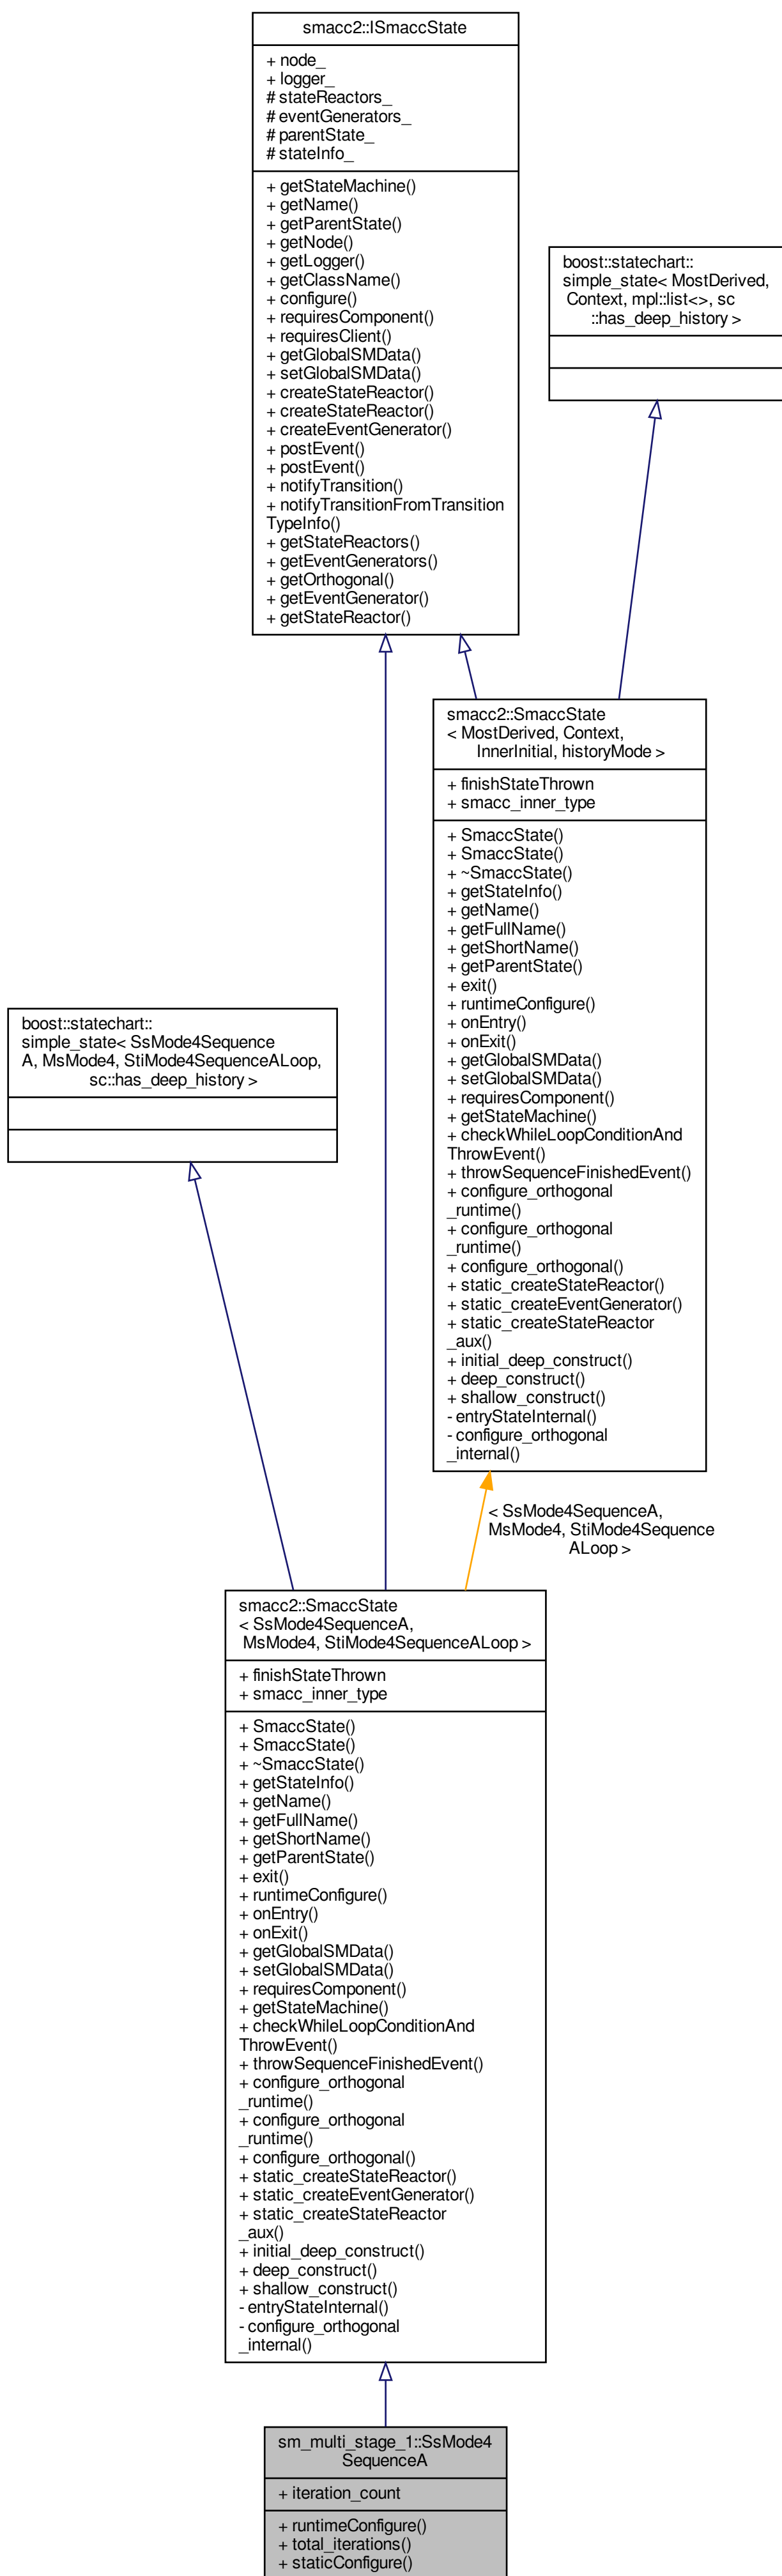 smacc2::ISmaccState
+ node_
+ logger_
# stateReactors_
# eventGenerators_
# parentState_
# stateInfo_
+ getStateMachine()
+ getName()
+ getParentState()
+ getNode()
+ getLogger()
+ getClassName()
+ configure()
+ requiresComponent()
+ requiresClient()
+ getGlobalSMData()
+ setGlobalSMData()
+ createStateReactor()
+ createStateReactor()
+ createEventGenerator()
+ postEvent()
+ postEvent()
+ notifyTransition()
+ notifyTransitionFromTransition
TypeInfo()
+ getStateReactors()
+ getEventGenerators()
+ getOrthogonal()
+ getEventGenerator()
+ getStateReactor()
boost::statechart::
simple_state< MostDerived,
Context, mpl::list<>, sc
::has_deep_history >
smacc2::SmaccState
< MostDerived, Context,
InnerInitial, historyMode >
+ finishStateThrown
+ smacc_inner_type
+ SmaccState()
+ SmaccState()
+ ~SmaccState()
+ getStateInfo()
+ getName()
+ getFullName()
+ getShortName()
+ getParentState()
+ exit()
+ runtimeConfigure()
+ onEntry()
+ onExit()
+ getGlobalSMData()
+ setGlobalSMData()
+ requiresComponent()
+ getStateMachine()
+ checkWhileLoopConditionAnd
ThrowEvent()
+ throwSequenceFinishedEvent()
+ configure_orthogonal
_runtime()
+ configure_orthogonal
_runtime()
+ configure_orthogonal()
+ static_createStateReactor()
+ static_createEventGenerator()
+ static_createStateReactor
_aux()
+ initial_deep_construct()
+ deep_construct()
+ shallow_construct()
- entryStateInternal()
- configure_orthogonal
_internal()
boost::statechart::
simple_state< SsMode4Sequence
A, MsMode4, StiMode4SequenceALoop,
sc::has_deep_history >
< SsMode4SequenceA,
MsMode4, StiMode4Sequence
ALoop >
smacc2::SmaccState
< SsMode4SequenceA,
MsMode4, StiMode4SequenceALoop >
+ finishStateThrown
+ smacc_inner_type
+ SmaccState()
+ SmaccState()
+ ~SmaccState()
+ getStateInfo()
+ getName()
+ getFullName()
+ getShortName()
+ getParentState()
+ exit()
+ runtimeConfigure()
+ onEntry()
+ onExit()
+ getGlobalSMData()
+ setGlobalSMData()
+ requiresComponent()
+ getStateMachine()
+ checkWhileLoopConditionAnd
ThrowEvent()
+ throwSequenceFinishedEvent()
+ configure_orthogonal
_runtime()
+ configure_orthogonal
_runtime()
+ configure_orthogonal()
+ static_createStateReactor()
+ static_createEventGenerator()
+ static_createStateReactor
_aux()
+ initial_deep_construct()
+ deep_construct()
+ shallow_construct()
- entryStateInternal()
- configure_orthogonal
_internal()
sm_multi_stage_1::SsMode4
SequenceA
+ iteration_count
+ runtimeConfigure()
+ total_iterations()
+ staticConfigure()